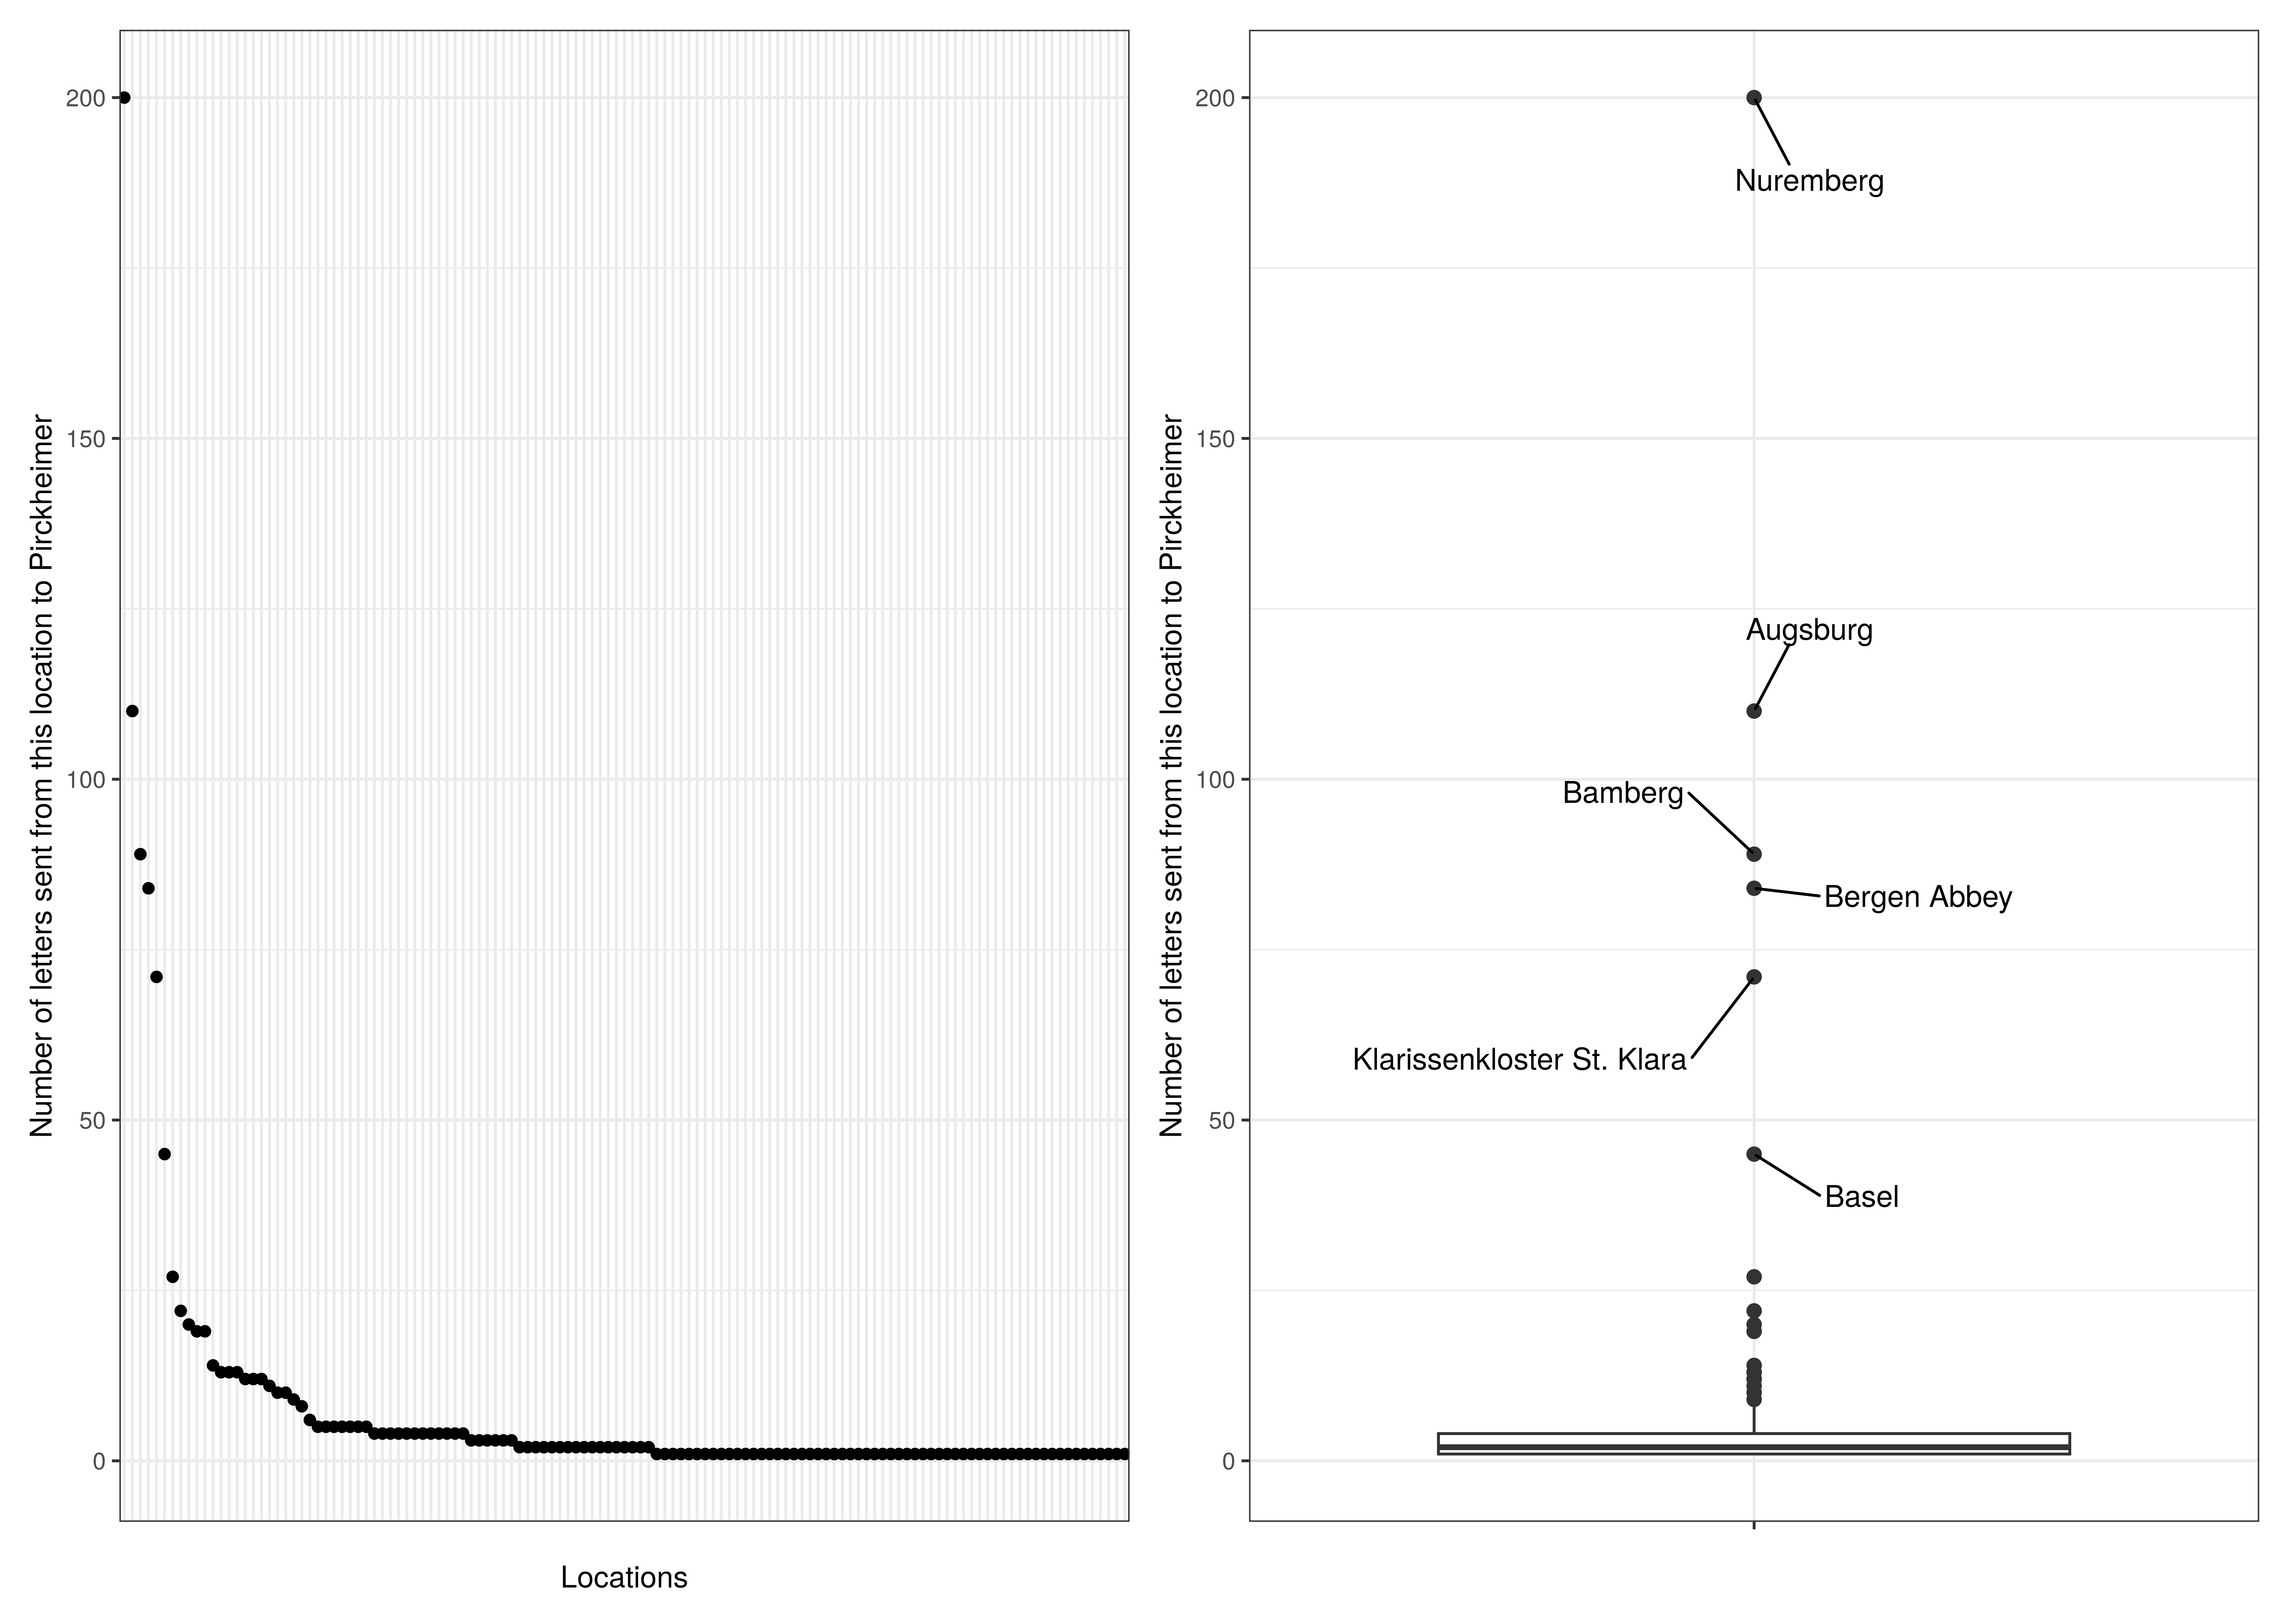 Number of letters sent from this location to Pirckheimer
200
150
100
50
0
Locations
Number of letters sent from this location to Pirckheimer
200
150
100
50
0
Nuremberg
Augsburg
Bamberg
Bergen Abbey
Klarissenkloster St. Klara
Basel